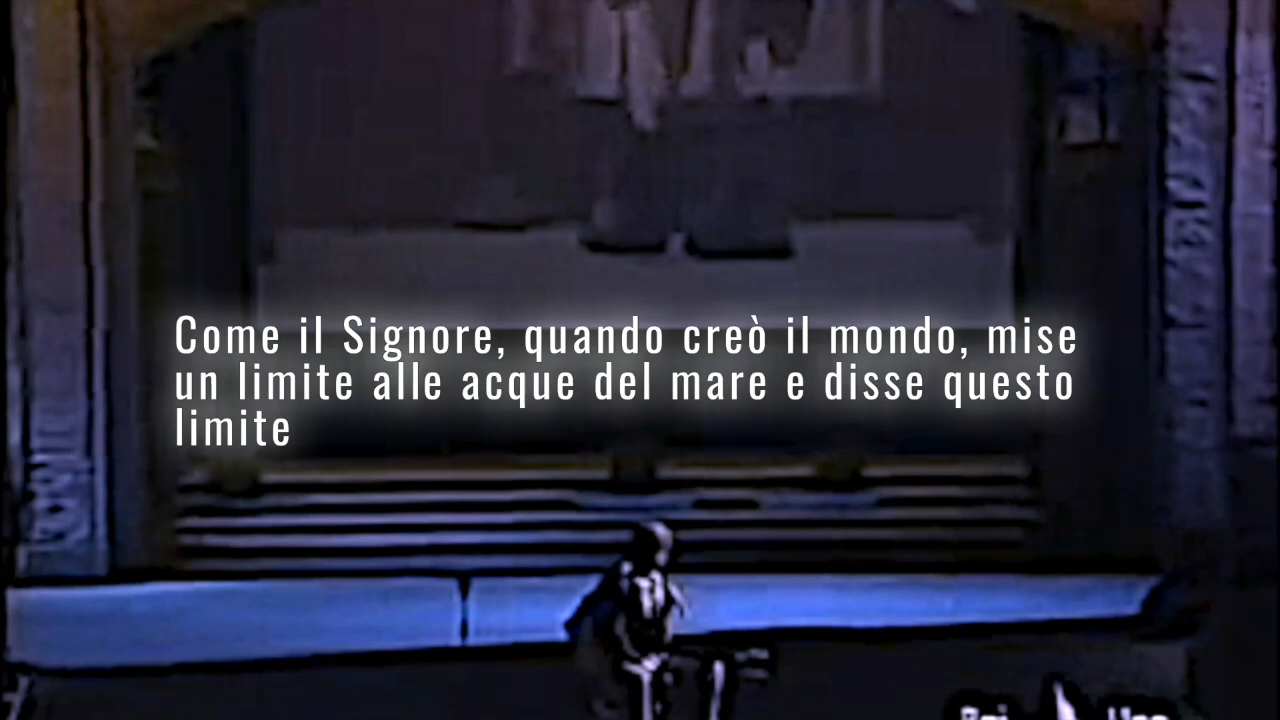 Come il Signore, quando creò il mondo, mise
un limite alle acque del mare e disse questo
limite